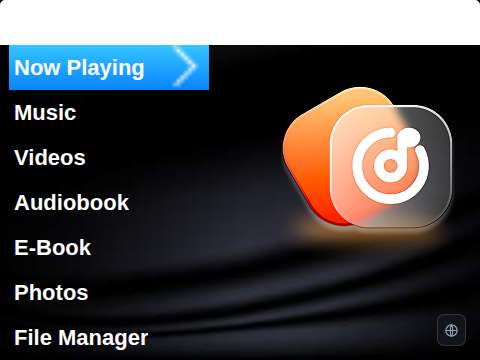 Now Playing
Music
Videos
Audiobook
E-Book
Photos
File Manager